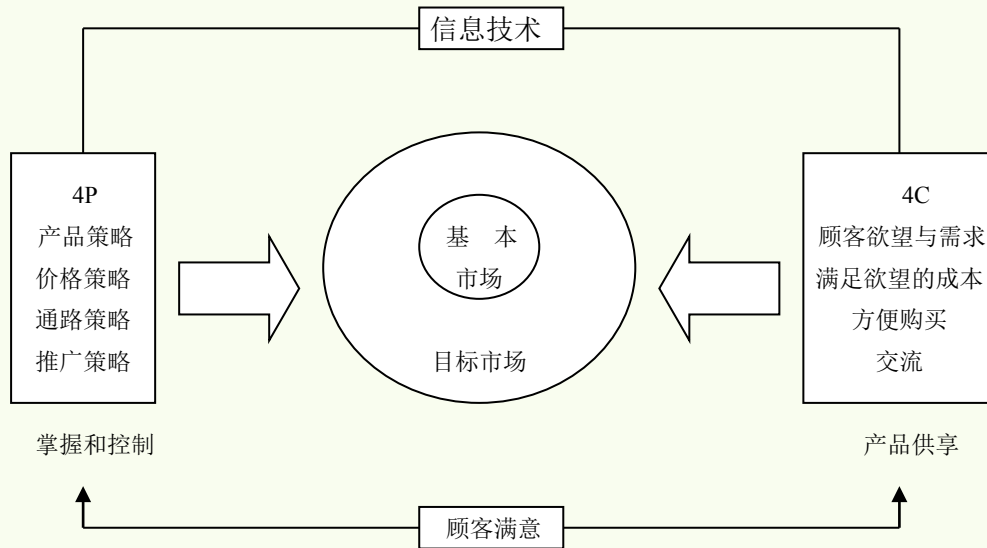 信息技术
4P
产品策略
价格策略
通路策略
推广策略
基 本
市场
目标市场
4C
顾客欲望与需求
满足欲望的成本
方便购买
交流
掌握和控制
产品供享
顾客满意